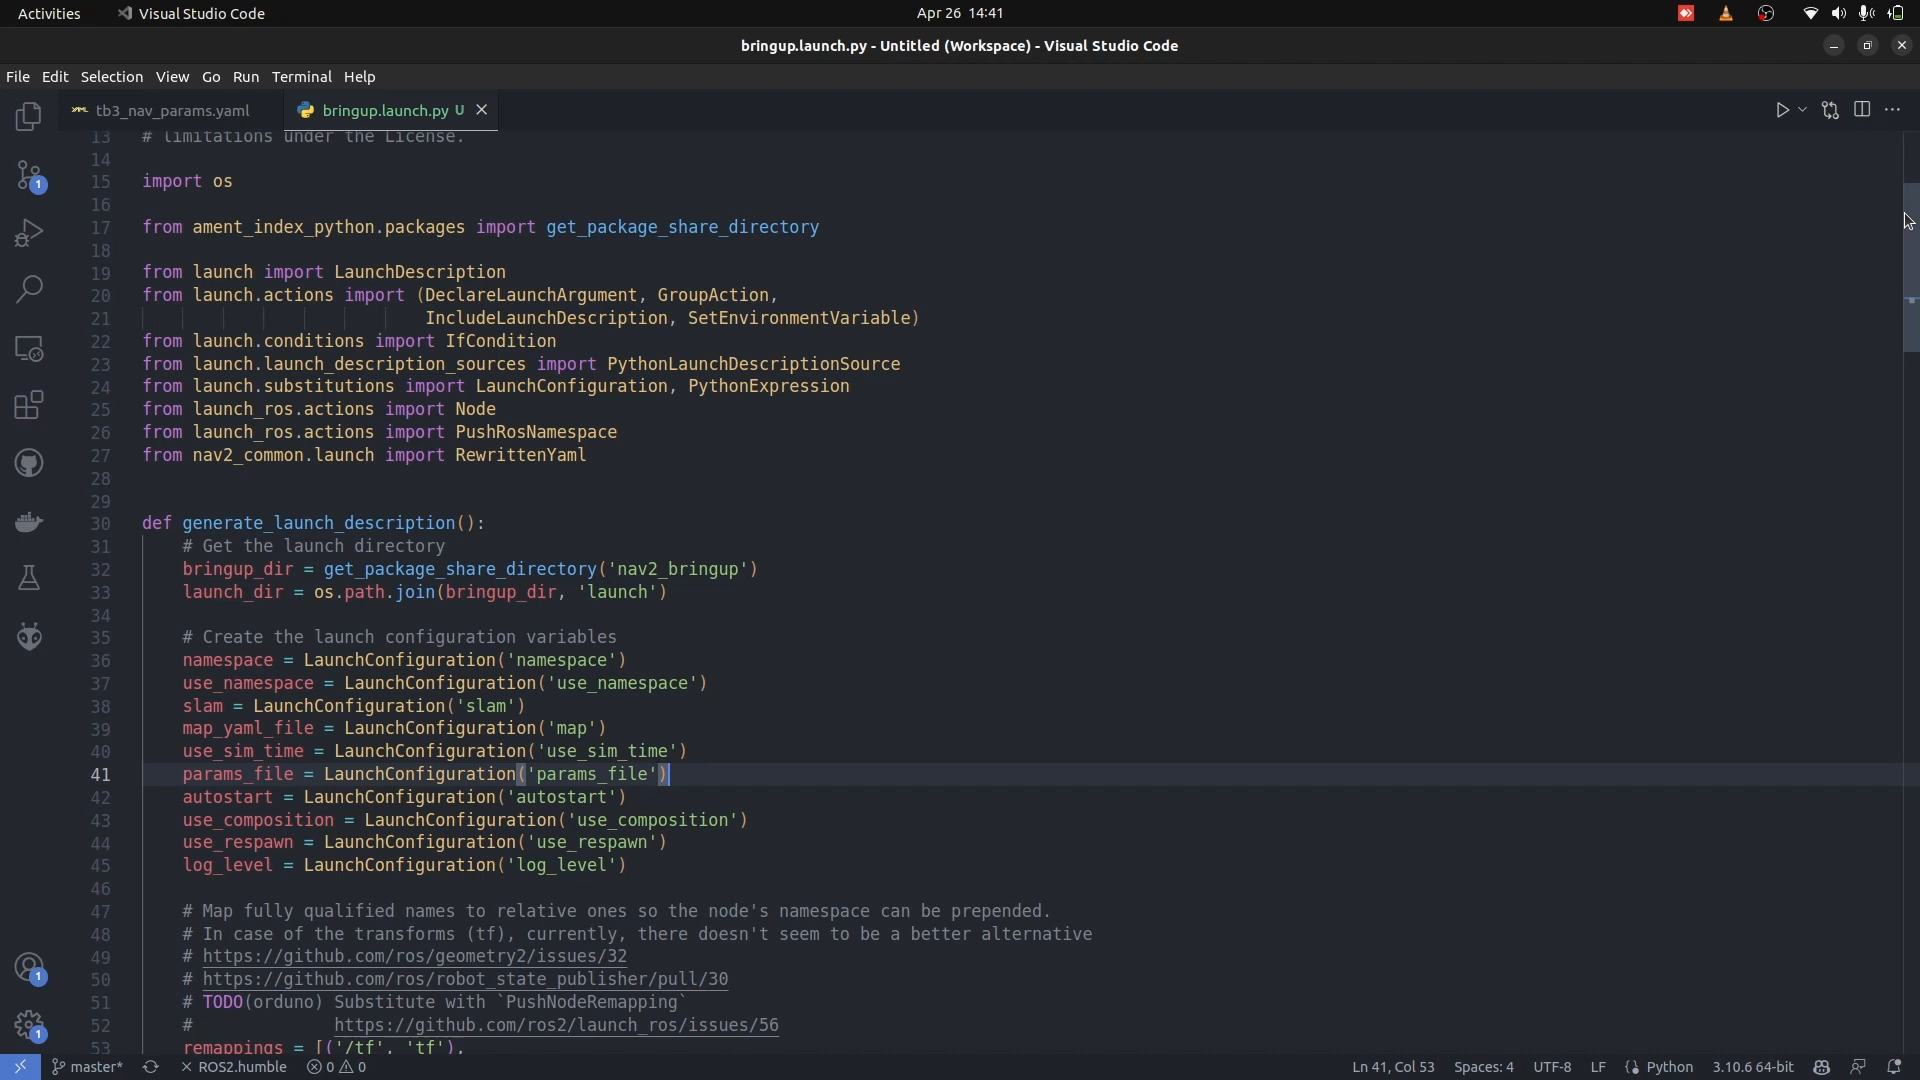 Activities Visual Studio Code Apr 26 14:41
bringup.launch.py - Untitled (Workspace) - Visual Studio Code
File Edit Selection View Go Run Terminal Help
YAML tb3_nav_params.yaml bringup.launch.py U
13 # limitations under the License.
14
15 import os
16
17 from ament_index_python.packages import get_package_share_directory
18
19 from launch import LaunchDescription
20 from launch.actions import (DeclareLaunchArgument, GroupAction,
21 IncludeLaunchDescription, SetEnvironmentVariable)
22 from launch.conditions import IfCondition
23 from launch.launch_description_sources import PythonLaunchDescriptionSource
24 from launch.substitutions import LaunchConfiguration, PythonExpression
25 from launch_ros.actions import Node
26 from launch_ros.actions import PushRosNamespace
27 from nav2_common.launch import RewrittenYaml
28
29
30 def generate_launch_description():
31 # Get the launch directory
32 bringup_dir = get_package_share_directory('nav2_bringup')
33 launch_dir = os.path.join(bringup_dir, 'launch')
34
35 # Create the launch configuration variables
36 namespace = LaunchConfiguration('namespace')
37 use_namespace = LaunchConfiguration('use_namespace')
38 slam = LaunchConfiguration('slam')
39 map_yaml_file = LaunchConfiguration('map')
40 use_sim_time = LaunchConfiguration('use_sim_time')
41 params_file = LaunchConfiguration('params_file')
42 autostart = LaunchConfiguration('autostart')
43 use_composition = LaunchConfiguration('use_composition')
44 use_respawn = LaunchConfiguration('use_respawn')
45 log_level = LaunchConfiguration('log_level')
46
47 # Map fully qualified names to relative ones so the node's namespace can be prepended.
48 # In case of the transforms (tf), currently, there doesn't seem to be a better alternative
49 # https://github.com/ros/geometry2/issues/32
50 # https://github.com/ros/robot_state_publisher/pull/30
51 # TODO(orduno) Substitute with `PushNodeRemapping`
52 # https://github.com/ros2/launch_ros/issues/56
53 remappings = [('/tf', 'tf'),
1
1
1
master* ROS2.humble 0 0 Ln 41, Col 53 Spaces: 4 UTF-8 LF Python 3.10.6 64-bit